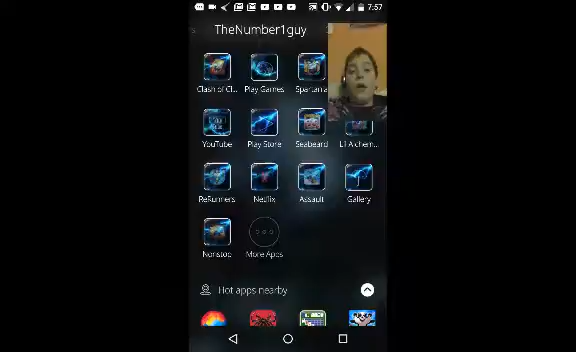 7:57
TheNumber1guy
Clash of Cl...
Play Games
Spartan
YouTube
Play Store
Seabeard
Lil Alchem...
ReRunners
Netflix
Assault
Gallery
Nonstop
More Apps
Hot apps nearby